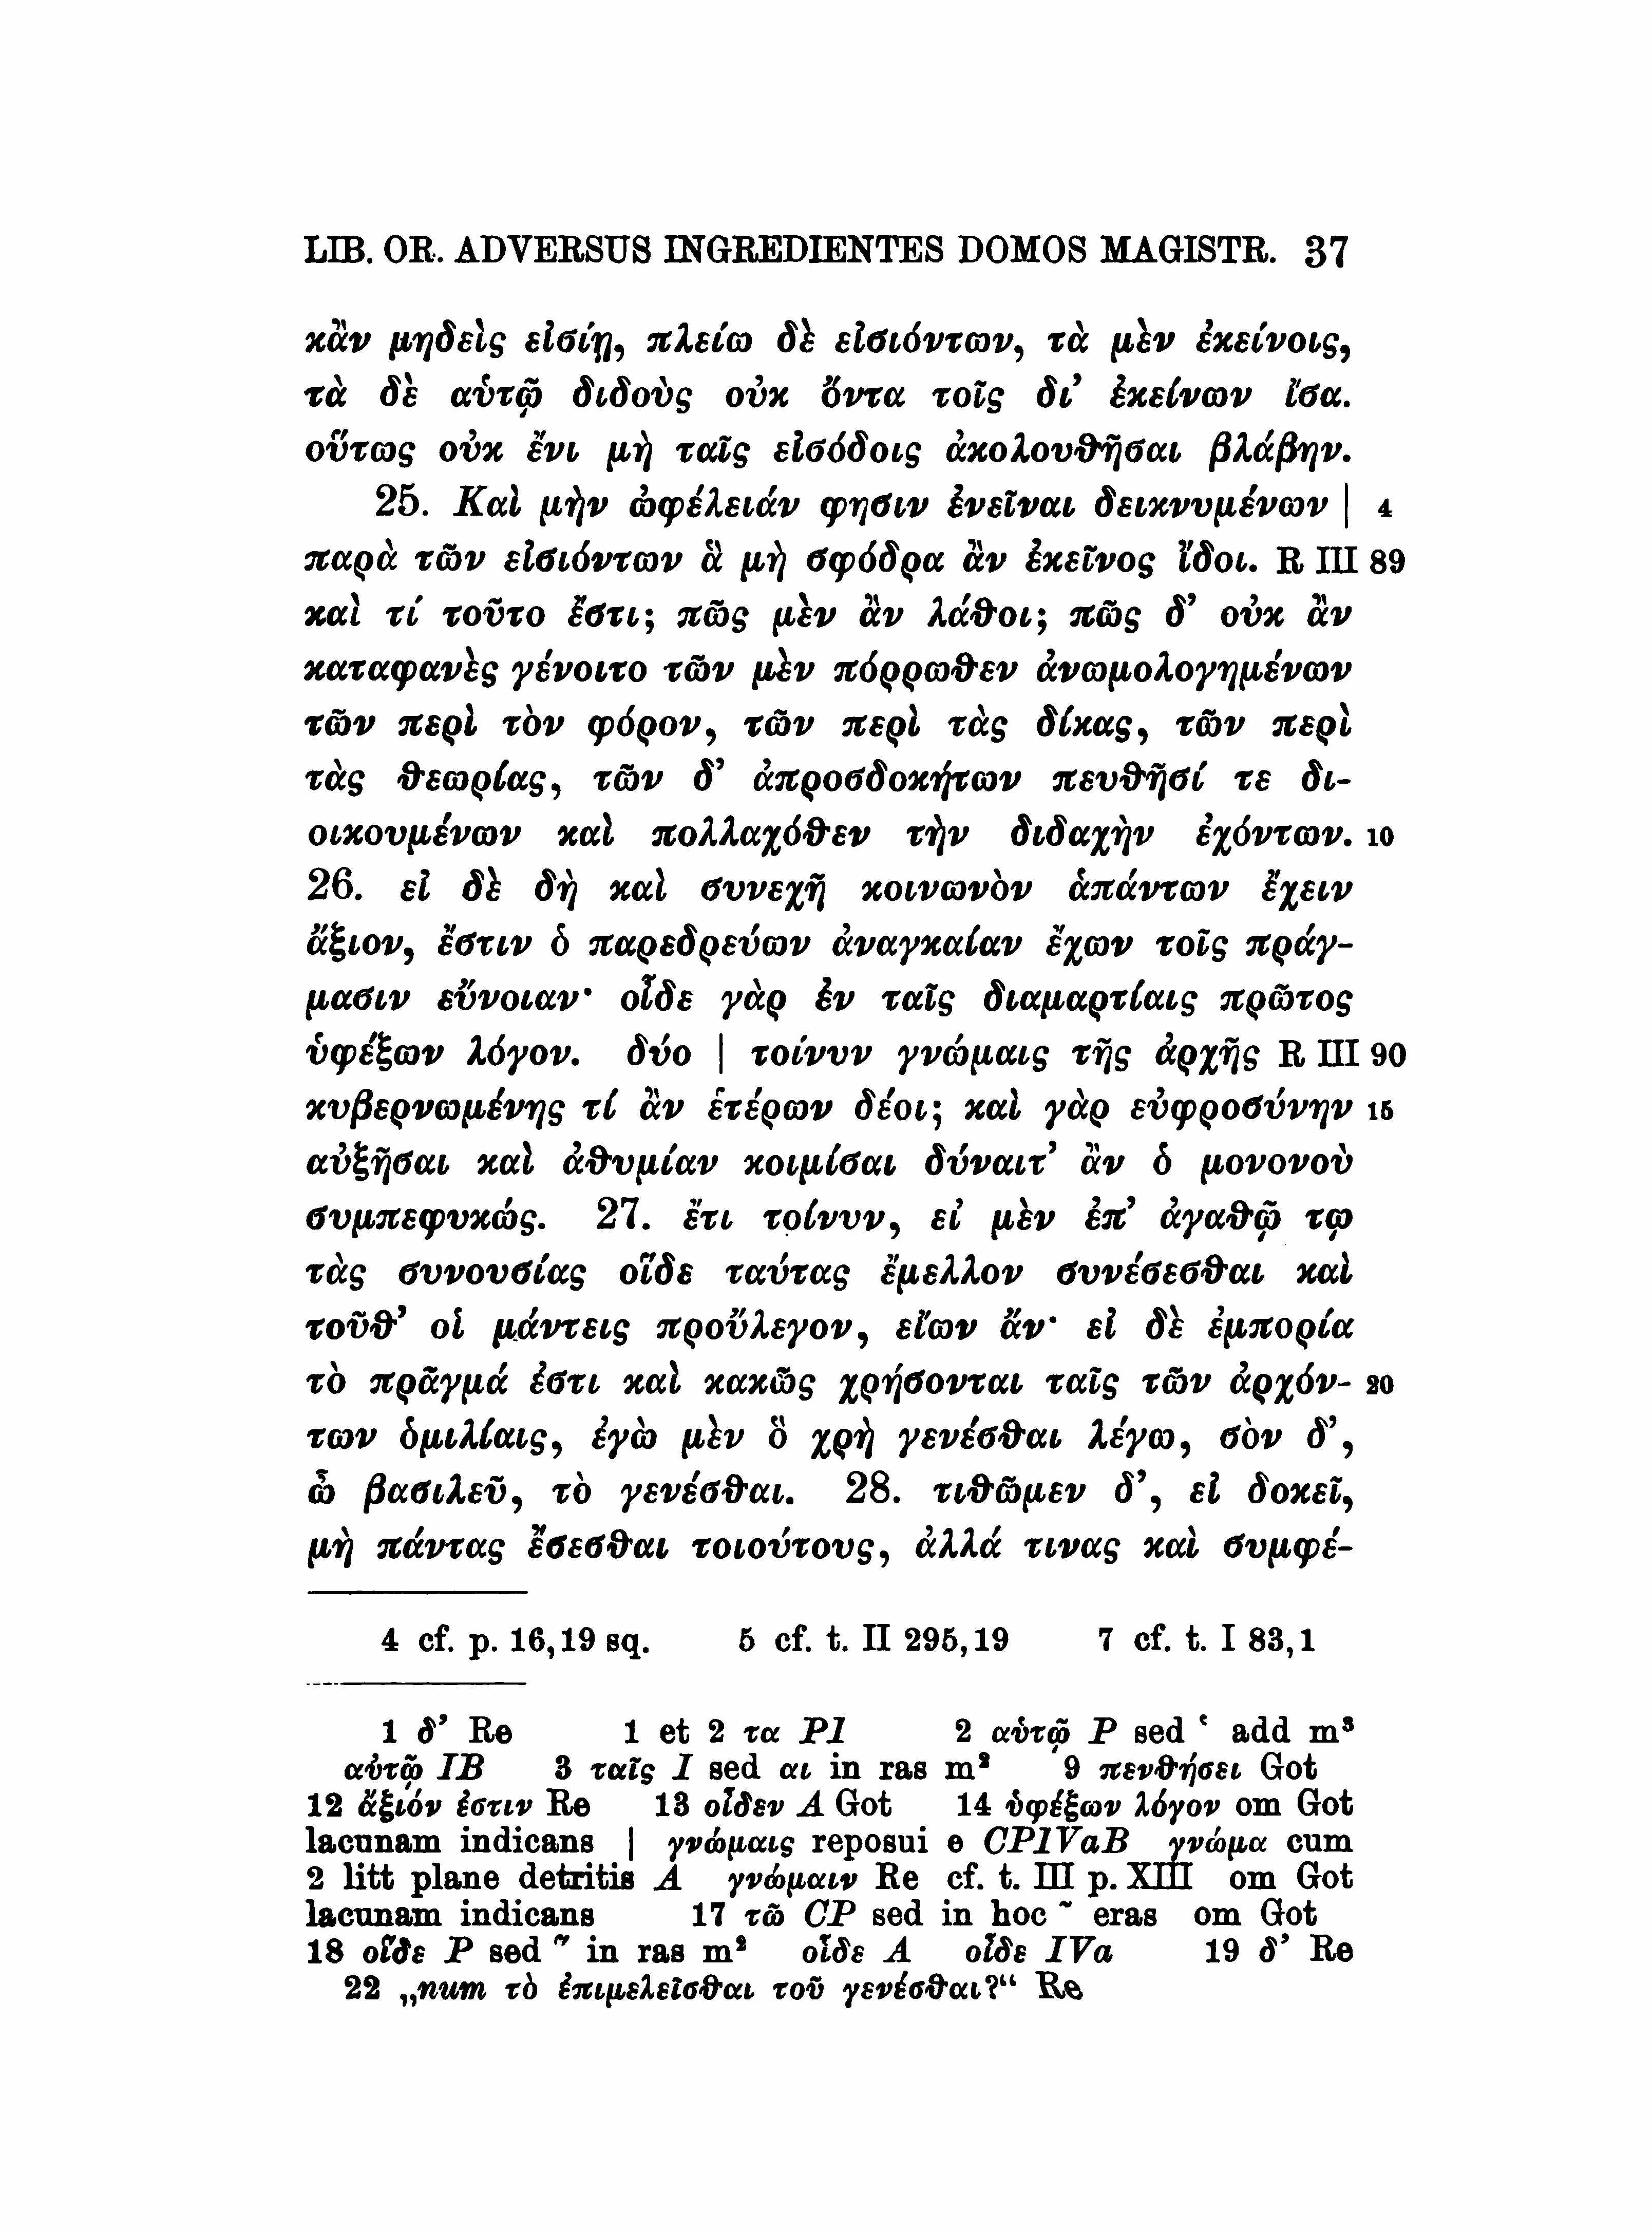 LIB. OR. ADVERSUS INGREDIENTES DOMOS MAGISTR. 37
κἂν μηδεὶς εἰσίῃ, πλείω δὲ εἰσιόντων, τὰ μὲν ἐκείνοις,
τὰ δὲ αὑτῷ διδοὺς οὐκ ὄντα τοῖς δι’ ἐκείνων ἴσα.
οὕτως οὐκ ἔνι μὴ ταῖς εἰσόδοις ἀκολουθῆσαι βλάβην.
25. Καὶ μὴν ὠφέλειάν φησιν ἐνεῖναι δεικνυμένων | 4
παρὰ τῶν εἰσιόντων ἃ μὴ σφόδρα ἂν ἐκεῖνος ἴδοι. R III 89
καὶ τί τοῦτο ἔστι; πῶς μὲν ἂν λάθοι; πῶς δ’ οὐκ ἂν
καταφανὲς γένοιτο τῶν μὲν πόρρωθεν ἀνωμολογημένων
τῶν περὶ τὸν φόρον, τῶν περὶ τὰς δίκας, τῶν περὶ
τὰς θεωρίας, τῶν δ’ ἀπροσδοκήτων πευθῆσί τε δι-
οικουμένων καὶ πολλαχόθεν τὴν διδαχὴν ἐχόντων. 10
26. εἰ δὲ δὴ καὶ συνεχῆ κοινωνὸν ἁπάντων ἔχειν
ἄξιον, ἔστιν ὁ παρεδρεύων ἀναγκαίαν ἔχων τοῖς πράγ-
μασιν εὔνοιαν· οἶδε γὰρ ἐν ταῖς διαμαρτίαις πρῶτος
ὑφέξων λόγον. δύο | τοίνυν γνώμαις τῆς ἀρχῆς R III 90
κυβερνωμένης τί ἂν ἑτέρων δέοι; καὶ γὰρ εὐφροσύνην 15
αὐξῆσαι καὶ ἀθυμίαν κοιμίσαι δύναιτ’ ἂν ὁ μονονοὺ
συμπεφυκώς. 27. ἔτι τοίνυν, εἰ μὲν ἐπ’ ἀγαθῷ τῳ
τὰς συνουσίας οἵδε ταύτας ἔμελλον συνέσεσθαι καὶ
τοῦθ’ οἱ μάντεις προὔλεγον, εἴων ἄν· εἰ δὲ ἐμπορία
τὸ πρᾶγμά ἐστι καὶ κακῶς χρήσονται ταῖς τῶν ἀρχόν- 20
των ὁμιλίαις, ἐγὼ μὲν ὃ χρὴ γενέσθαι λέγω, σὸν δ’,
ὦ βασιλεῦ, τὸ γενέσθαι. 28. τιθῶμεν δ’, εἰ δοκεῖ,
μὴ πάντας ἔσεσθαι τοιούτους, ἀλλά τινας καὶ συμφέ-
4 cf. p. 16,19 sq. 5 cf. t. II 295,19 7 cf. t. I 83,1
1 δ’ Re 1 et 2 τα PI 2 αὑτῷ P sed ʽ add m³
αὐτῷ IB 3 ταῖς I sed αι in ras m² 9 πενθήσει Got
12 ἄξιόν ἐστιν Re 13 οἶδεν A Got 14 ὑφέξων λόγον om Got
lacunam indicans | γνώμαις reposui e CPIVaB γνώμα cum
2 litt plane detritis A γνώμαιν Re cf. t. III p. XIII om Got
lacunam indicans 17 τῶ CP sed in hoc ~ eras om Got
18 οἵδε P sed ῞ in ras m² οἶδε A οἷδε IVa 19 δ’ Re
22 „num τὸ ἐπιμελεῖσθαι τοῦ γενέσθαι?“ Re